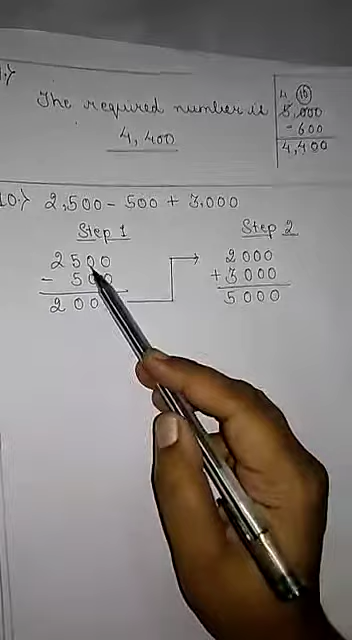 The required number is
4,400
4 10
5,000
-600
4,400
10.> 2,500 - 500 + 3,000
Step 1
2500
- 500
200
Step 2
2000
+ 3000
5000